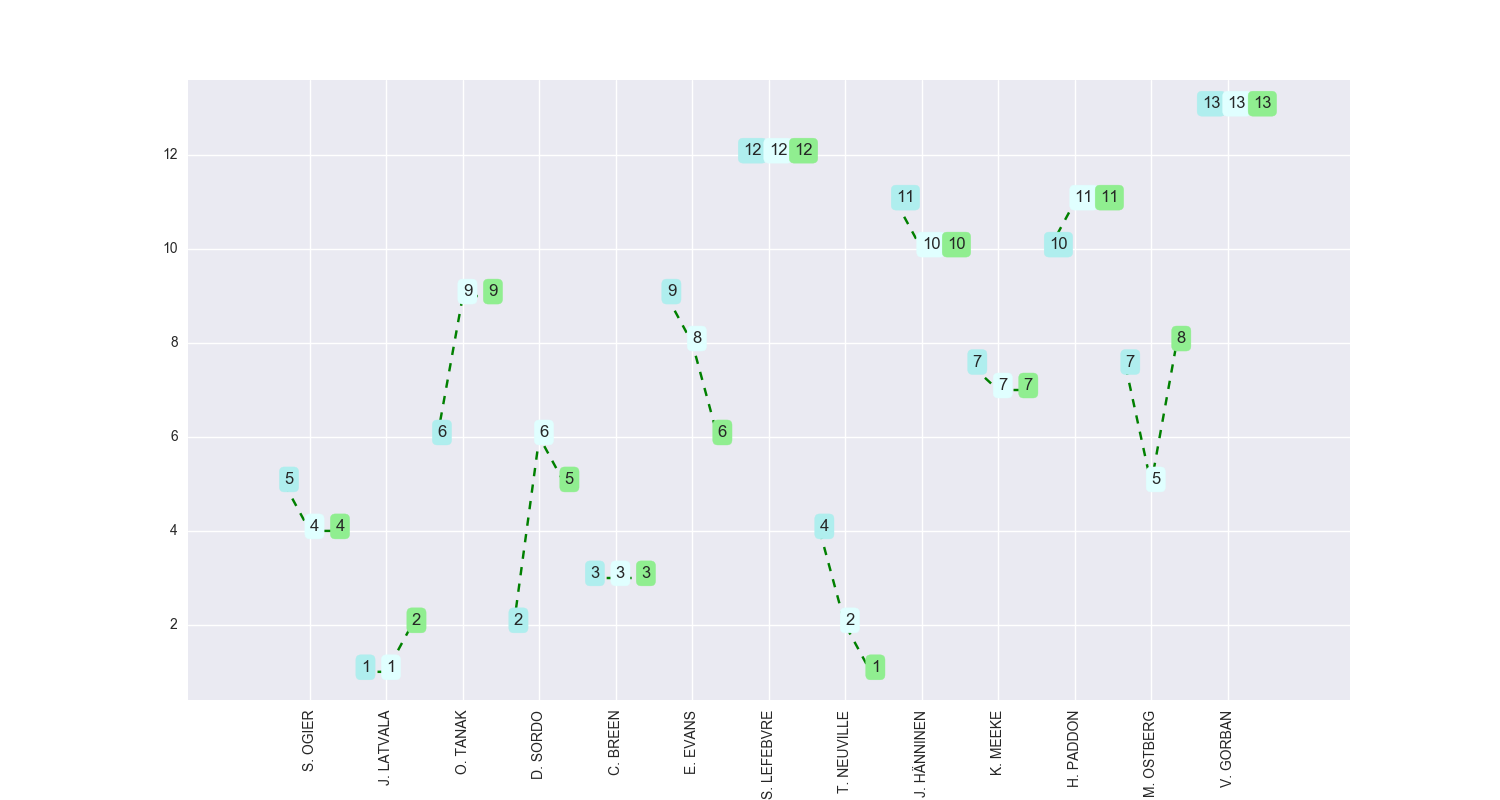 13 13 13
12
12 12 12
11
11 11
10
10 10
10
9 9
9
8
8
8
7
7
7 7
6
6
6
6
6
5
5
5
4
4 4
4
3 3 3
2
2
2
2
1 1
1
S. OGIER
J. LATVALA
O. TANAK
D. SORDO
C. BREEN
E. EVANS
S. LEFEBVRE
T. NEUVILLE
J. HÄNNINEN
K. MEEKE
H. PADDON
M. OSTBERG
V. GORBAN